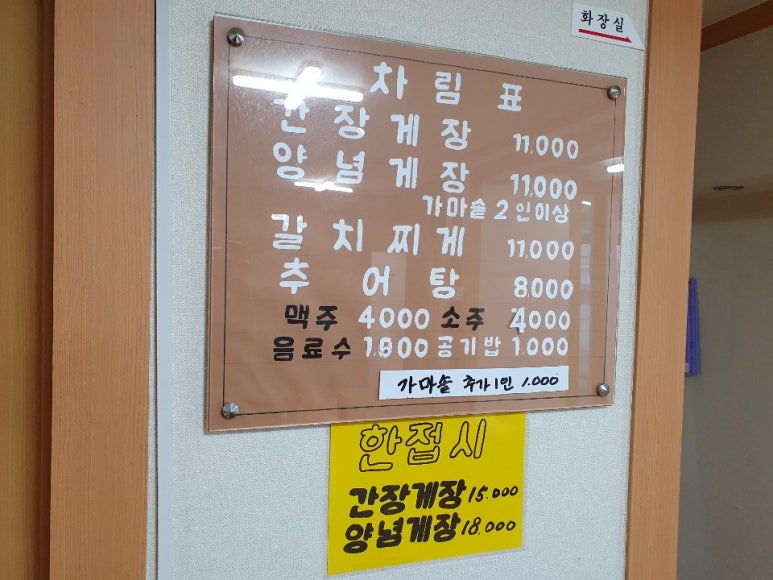 화장실
차림표
간장게장 11,000
양념게장 11,000
가마솥 2인이상
갈치찌게 11,000
추어탕 8,000
맥주 4000 소주 4000
음료수 공기밥 1.000
가마솥 추가1인 1.000
한접시
간장게장 15.000
양념게장 18.000